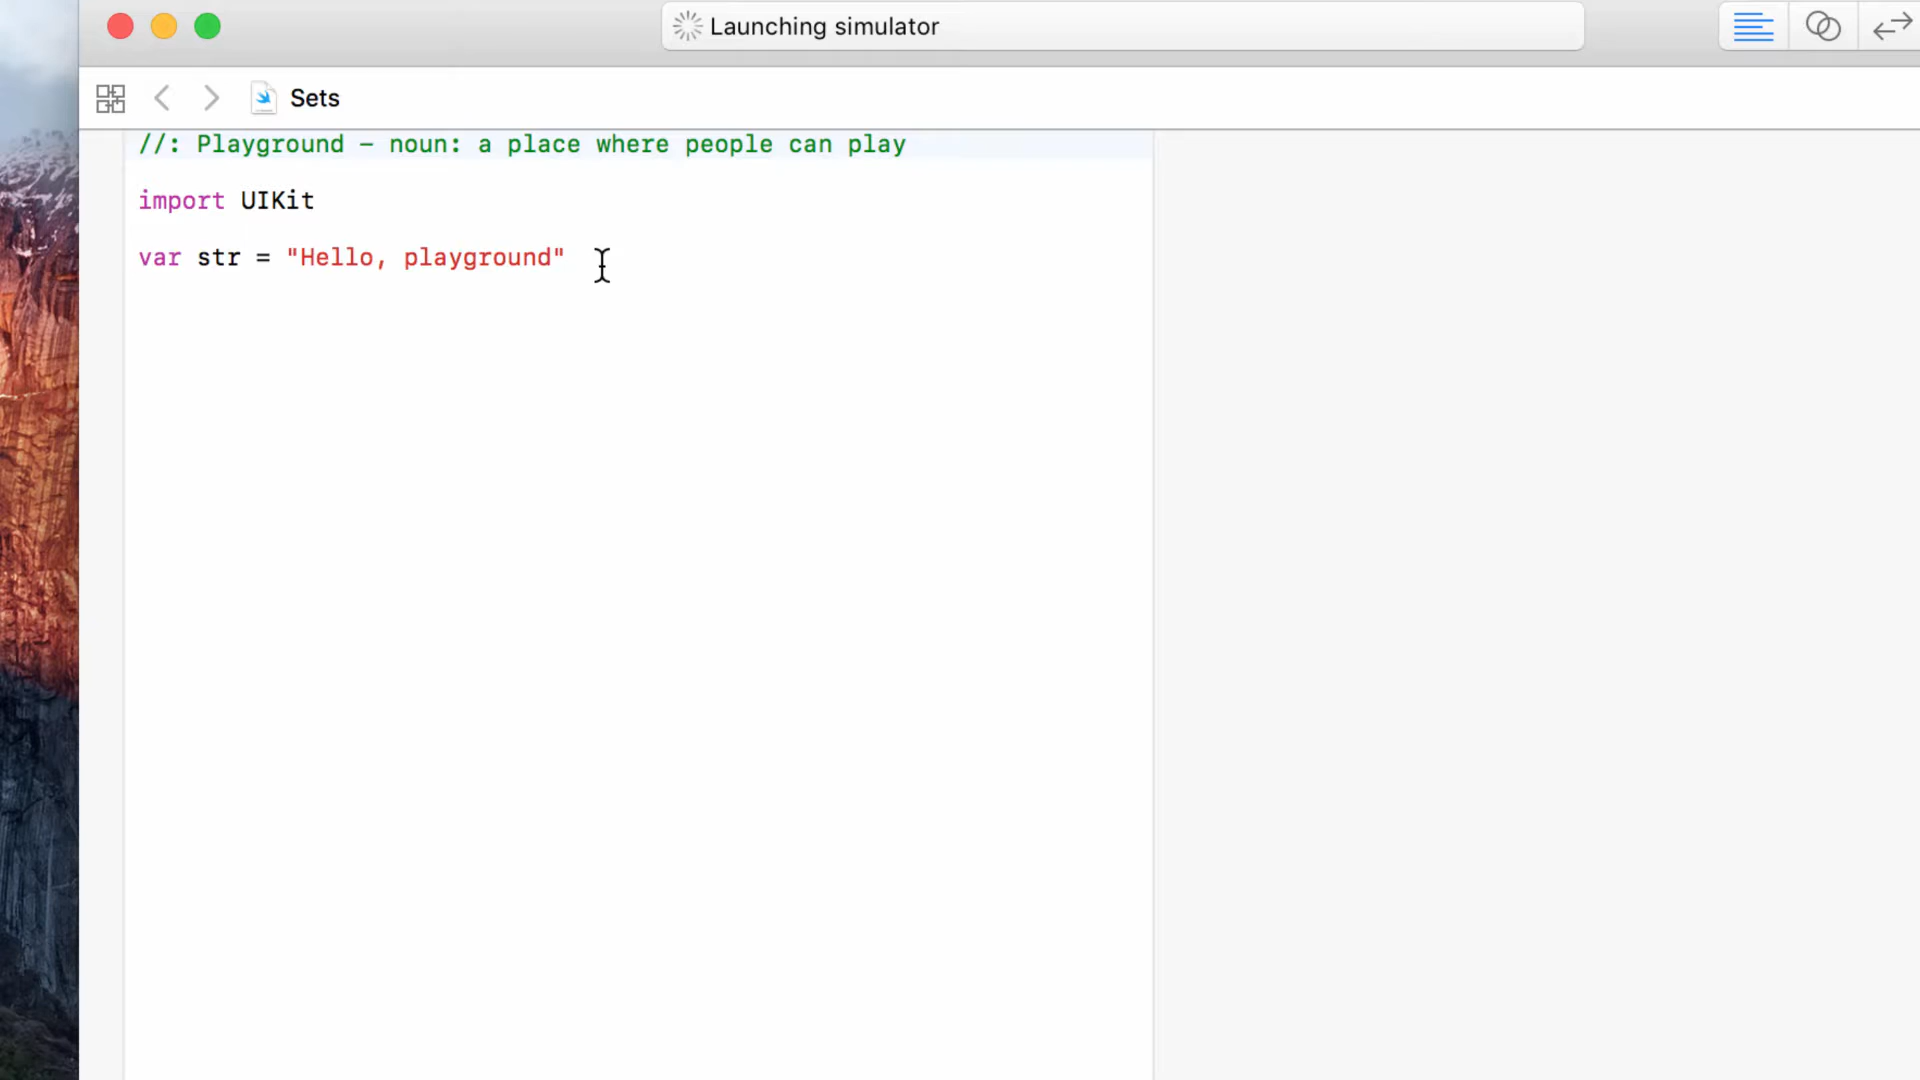 Launching simulator
Sets
//: Playground - noun: a place where people can play
import UIKit
var str = "Hello, playground"